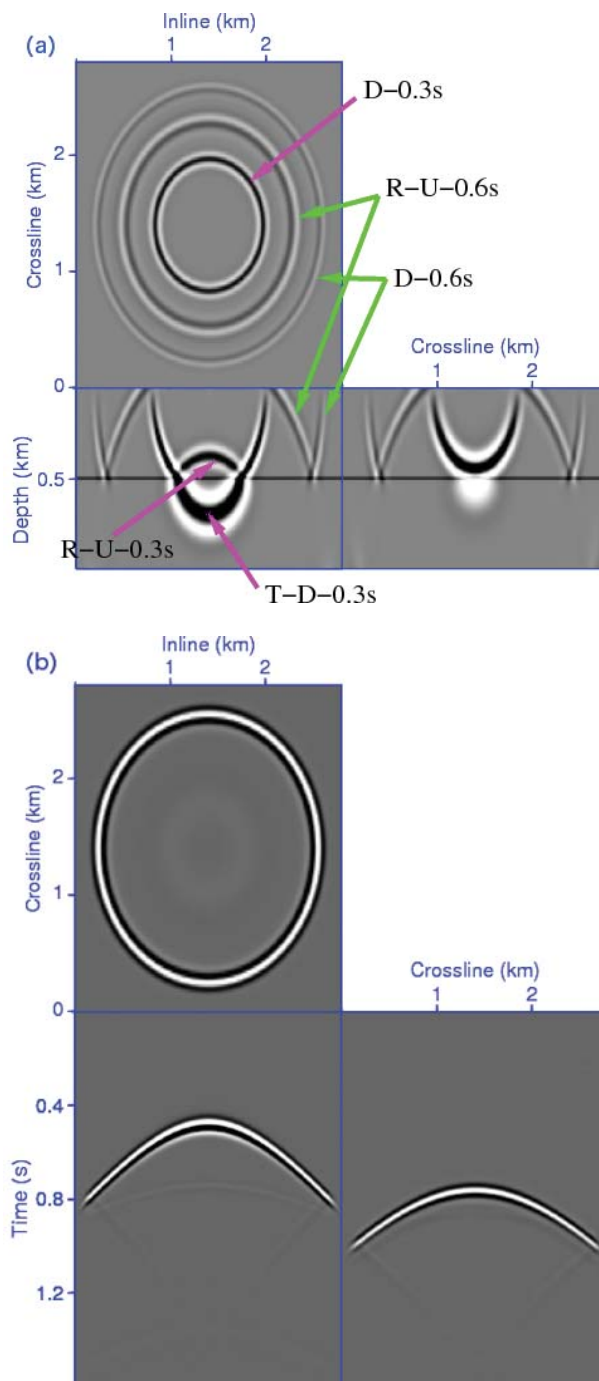 Inline (km)
(a)
1 2
D–0.3s
2
R–U–0.6s
Crossline (km)
1
D–0.6s
Crossline (km)
0
1 2
Depth (km)
0.5
R–U–0.3s
T–D–0.3s
Inline (km)
(b)
1 2
2
Crossline (km)
1
Crossline (km)
0
1 2
0.4
Time (s)
0.8
1.2